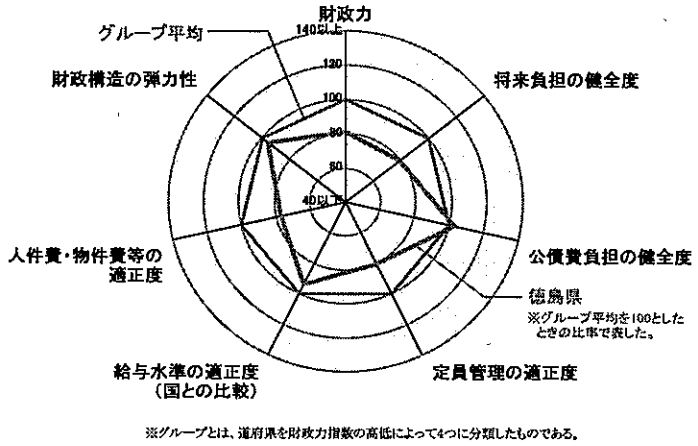 財政力
140以上
グループ平均
120
財政構造の弾力性
将来負担の健全度
100
80
60
40以下
人件費・物件費等の
適正度
公債費負担の健全度
徳島県
※グループ平均を100とした
ときの比率で表した。
給与水準の適正度
(国との比較)
定員管理の適正度
※グループとは、道府県を財政力指数の高低によって4つに分類したものである。